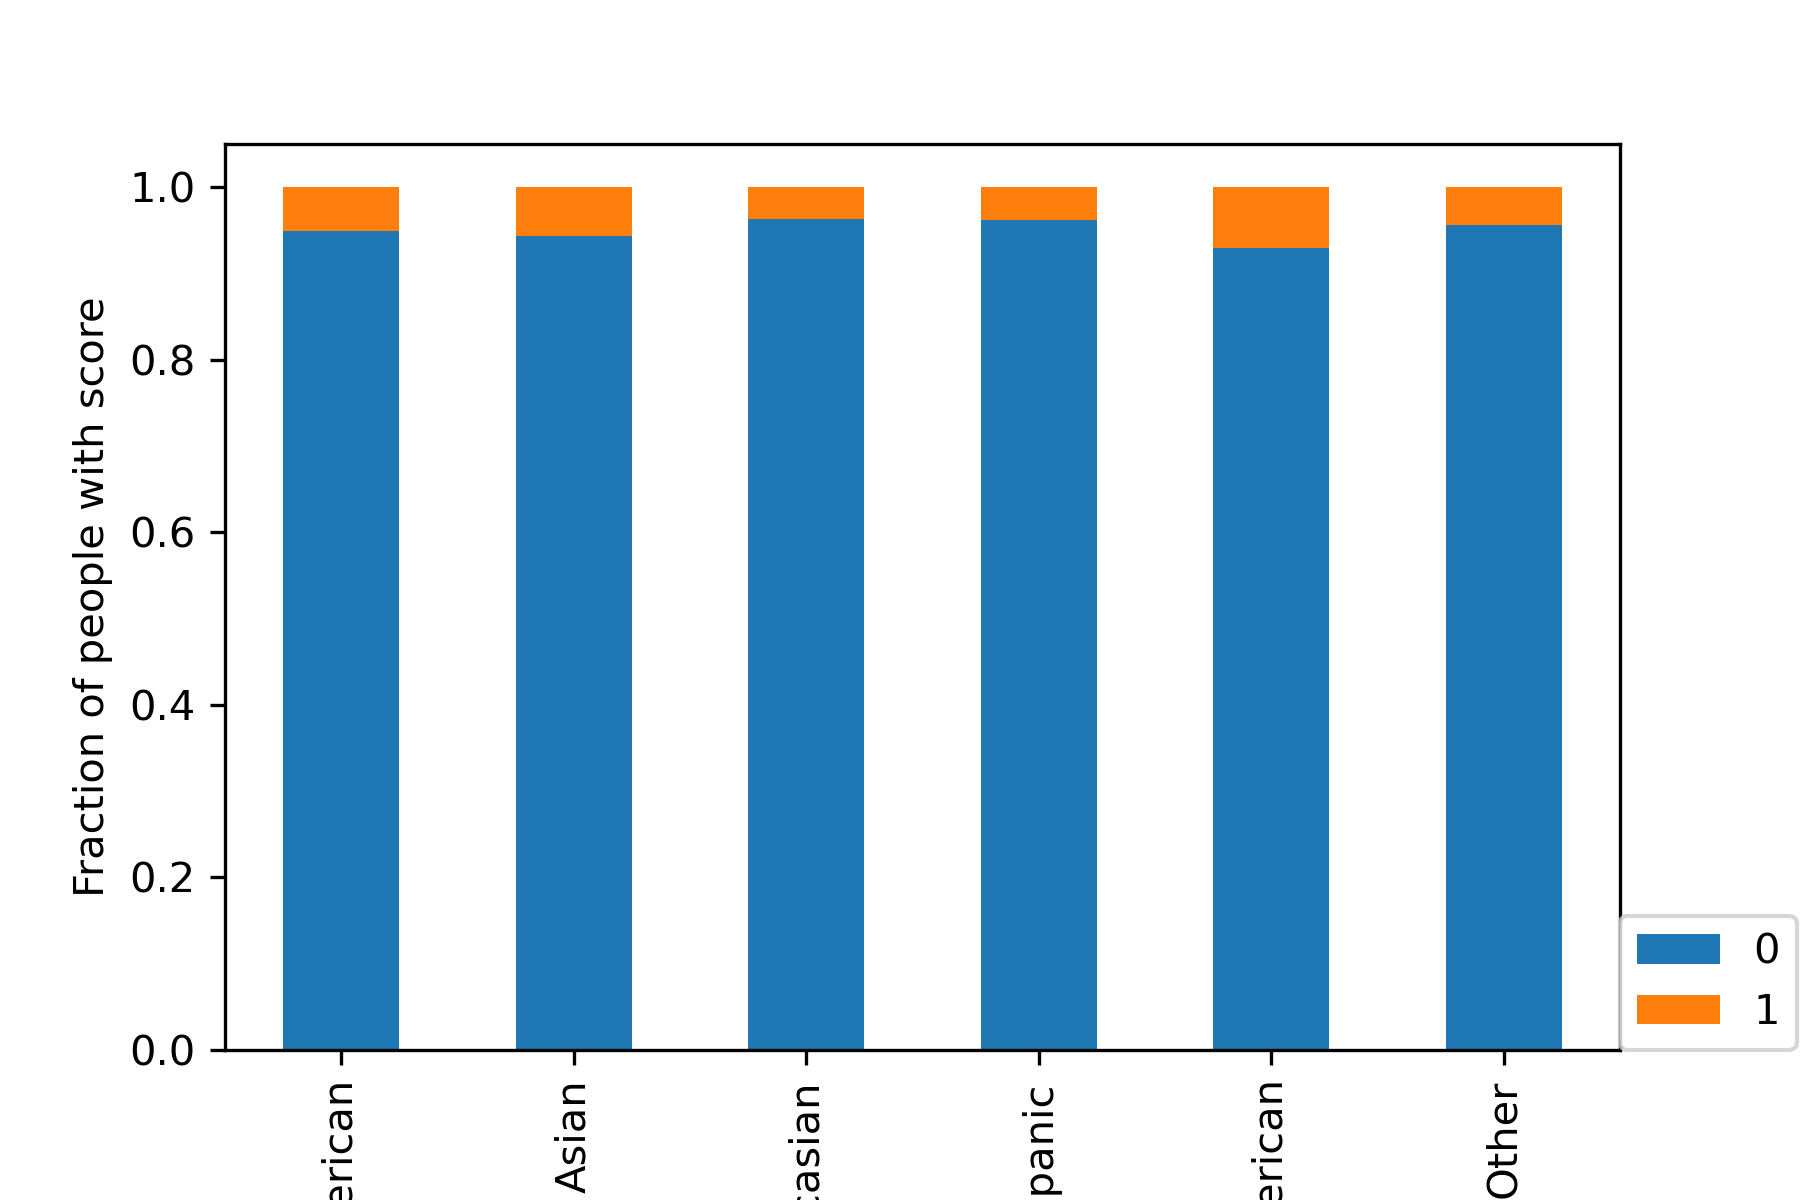 1.0
0.8
0.6
0.4
0.2
0.0
Fraction of people with score
erican
Asian
casian
panic
erican
Other
0
1